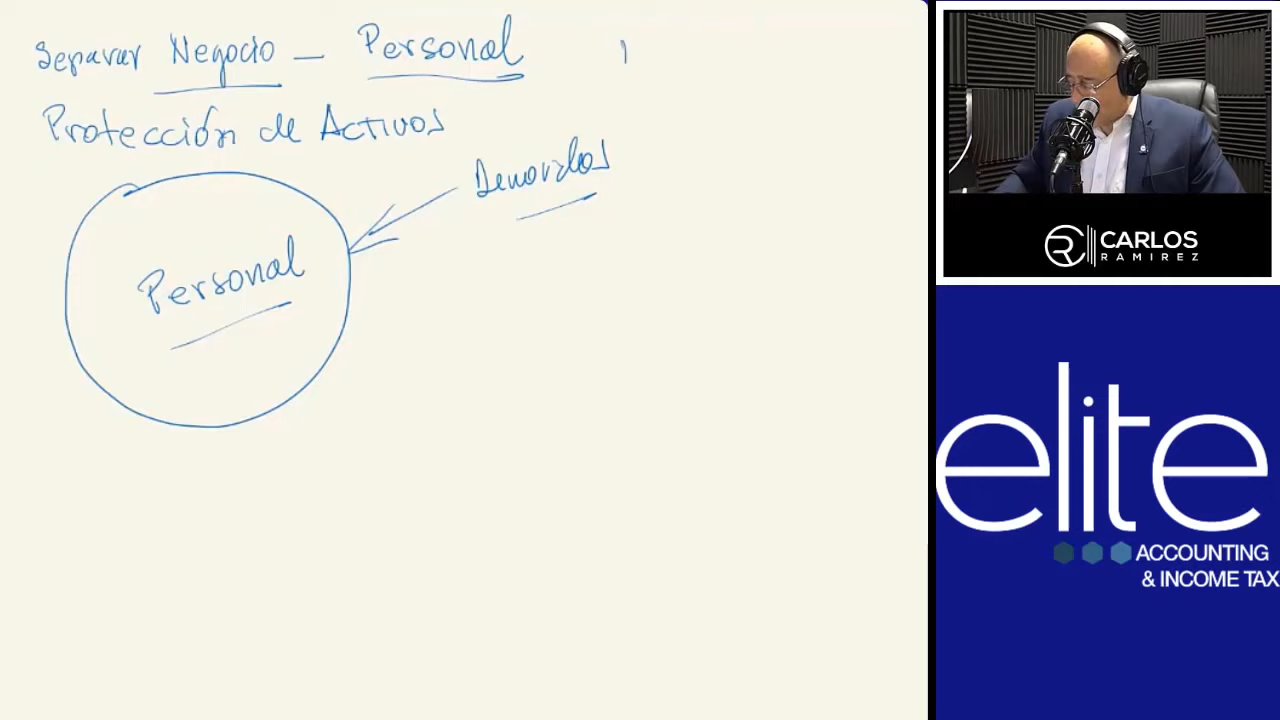 Separar Negocio - Personal
Protección de Activos
Demandas
Personal
CARLOS
RAMIREZ
elite
ACCOUNTING
& INCOME TAX